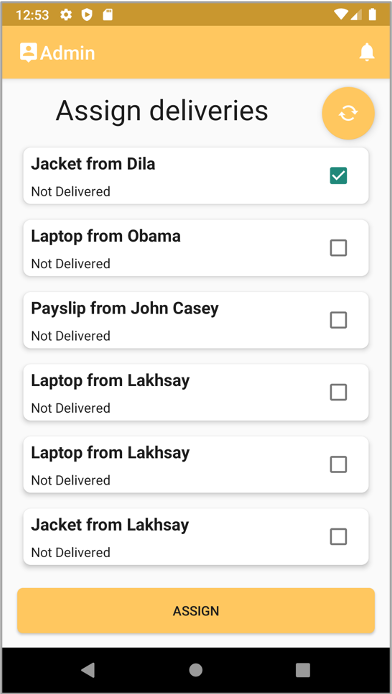 12:53
Admin
Assign deliveries
Jacket from Dila
Not Delivered
Laptop from Obama
Not Delivered
Payslip from John Casey
Not Delivered
Laptop from Lakhsay
Not Delivered
Laptop from Lakhsay
Not Delivered
Jacket from Lakhsay
Not Delivered
ASSIGN